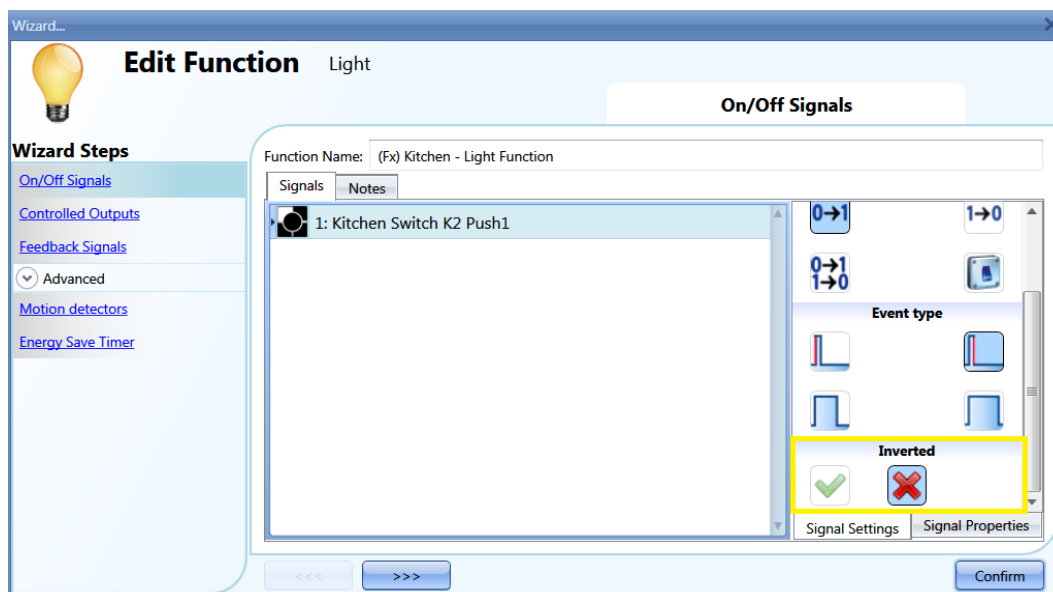 Wizard...
Edit Function Light
On/Off Signals
Wizard Steps
On/Off Signals
Controlled Outputs
Feedback Signals
Advanced
Motion detectors
Energy Save Timer
Function Name: (Fx) Kitchen - Light Function
Signals Notes
1: Kitchen Switch K2 Push1
0→1 1→0
0→1
1→0
Event type
Inverted
Signal Settings Signal Properties
<<< >>> Confirm